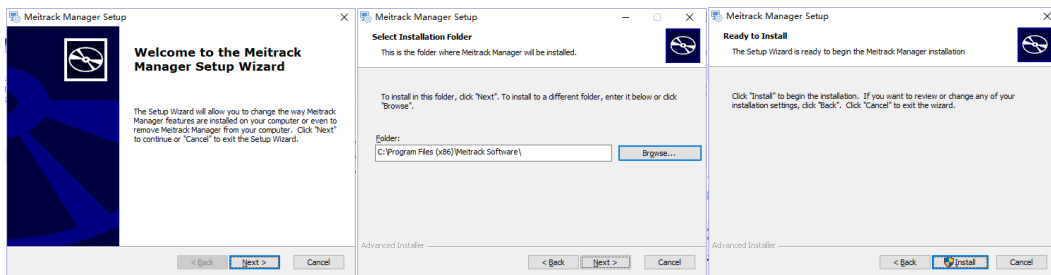 Meitrack Manager Setup
Welcome to the Meitrack
Manager Setup Wizard
The Setup Wizard will allow you to change the way Meitrack
Manager features are installed on your computer or even to
remove Meitrack Manager from your computer. Click "Next"
to continue or "Cancel" to exit the Setup Wizard.
< Back
Next >
Cancel
Meitrack Manager Setup
Select Installation Folder
This is the folder where Meitrack Manager will be installed.
To install in this folder, click "Next". To install to a different folder, enter it below or click
"Browse".
Folder:
C:\Program Files (x86)\Meitrack Software\
Browse...
Advanced Installer
< Back
Next >
Cancel
Meitrack Manager Setup
Ready to Install
The Setup Wizard is ready to begin the Meitrack Manager installation
Click "Install" to begin the installation. If you want to review or change any of your
installation settings, click "Back". Click "Cancel" to exit the wizard.
Advanced Installer
< Back
Install
Cancel